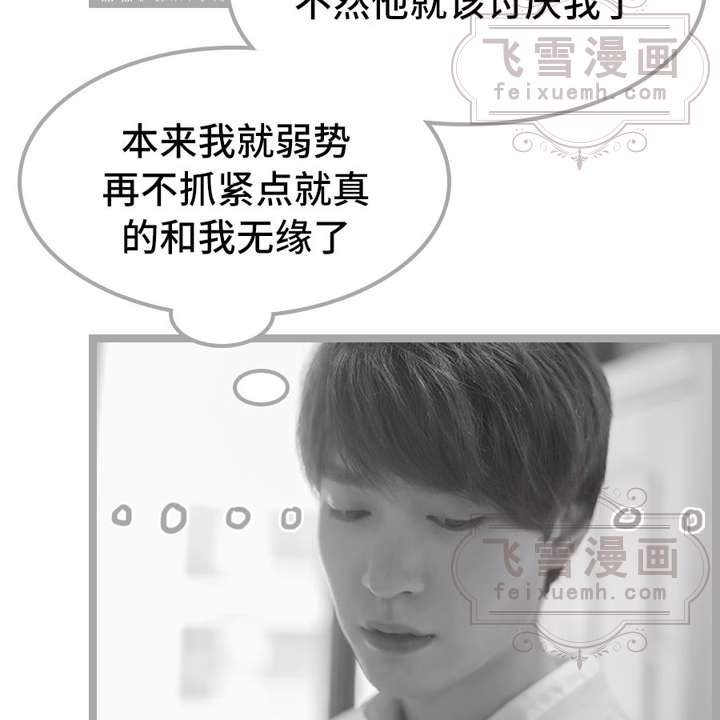 不然他就该讨厌我了
飞雪漫画
feixuemh.com
本来我就弱势
再不抓紧点就真
的和我无缘了
飞雪漫画
feixuemh.com